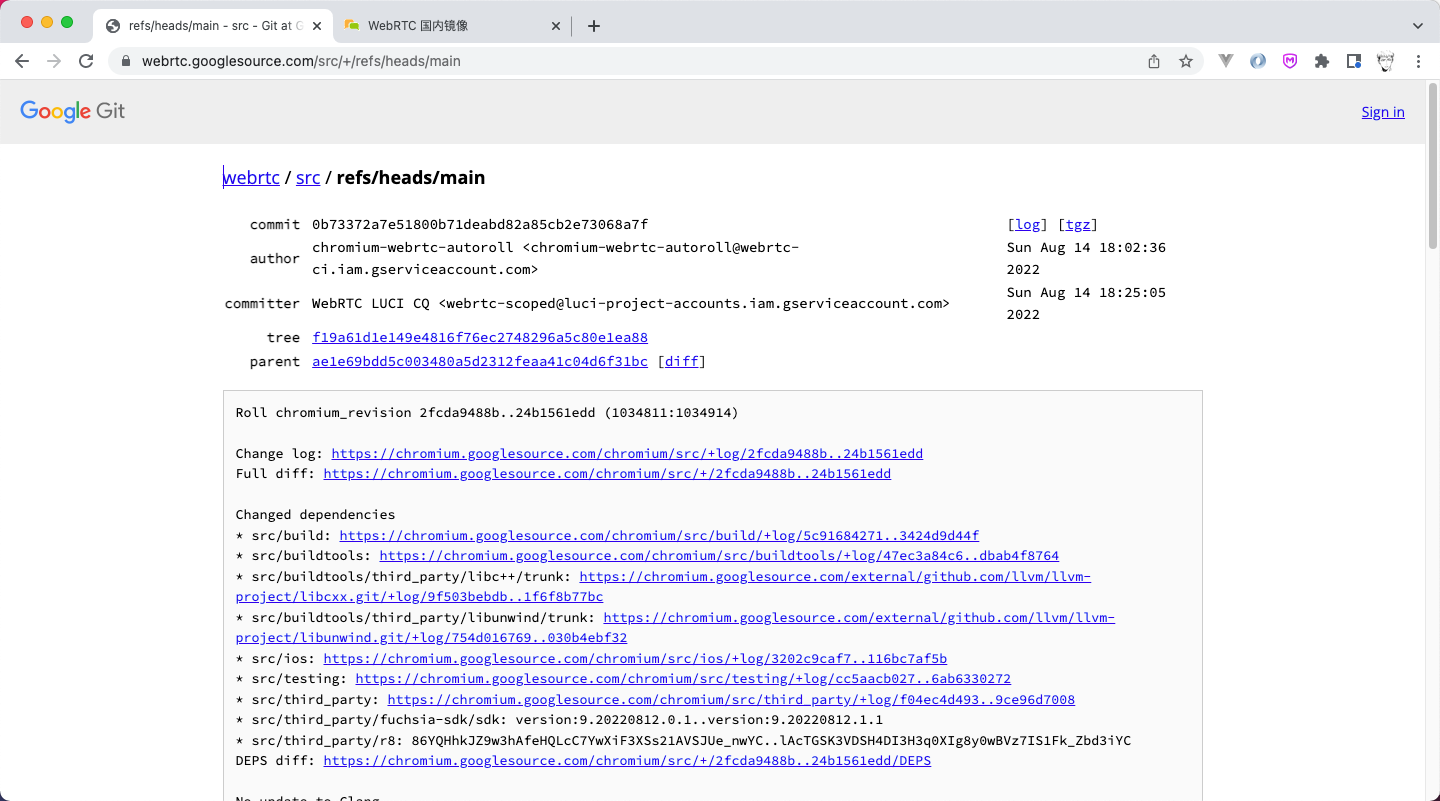 refs/heads/main - src - Git at G
WebRTC 国内镜像
webrtc.googlesource.com/src/+/refs/heads/main
Google Git
Sign in
webrtc / src / refs/heads/main
commit 0b73372a7e51800b71deabd82a85cb2e73068a7f [log] [tgz]
author chromium-webrtc-autoroll <chromium-webrtc-autoroll@webrtc-
ci.iam.gserviceaccount.com>
Sun Aug 14 18:02:36
2022
committer WebRTC LUCI CQ <webrtc-scoped@luci-project-accounts.iam.gserviceaccount.com>
Sun Aug 14 18:25:05
2022
tree f19a61d1e149e4816f76ec2748296a5c80e1ea88
parent ae1e69bdd5c003480a5d2312feaa41c04d6f31bc [diff]
Roll chromium_revision 2fcda9488b..24b1561edd (1034811:1034914)
Change log: https://chromium.googlesource.com/chromium/src/+log/2fcda9488b..24b1561edd
Full diff: https://chromium.googlesource.com/chromium/src/+/2fcda9488b..24b1561edd
Changed dependencies
* src/build: https://chromium.googlesource.com/chromium/src/build/+log/5c91684271..3424d9d44f
* src/buildtools: https://chromium.googlesource.com/chromium/src/buildtools/+log/47ec3a84c6..dbab4f8764
* src/buildtools/third_party/libc++/trunk: https://chromium.googlesource.com/external/github.com/llvm/llvm-
project/libcxx.git/+log/9f503bebdb..1f6f8b77bc
* src/buildtools/third_party/libunwind/trunk: https://chromium.googlesource.com/external/github.com/llvm/llvm-
project/libunwind.git/+log/754d016769..030b4ebf32
* src/ios: https://chromium.googlesource.com/chromium/src/ios/+log/3202c9caf7..116bc7af5b
* src/testing: https://chromium.googlesource.com/chromium/src/testing/+log/cc5aacb027..6ab6330272
* src/third_party: https://chromium.googlesource.com/chromium/src/third_party/+log/f04ec4d493..9ce96d7008
* src/third_party/fuchsia-sdk/sdk: version:9.20220812.0.1..version:9.20220812.1.1
* src/third_party/r8: 86YQHhkJZ9w3hAfeHQLcC7YwXiF3XSs21AVSJUe_nwYC..lAcTGSK3VDSH4DI3H3q0XIg8y0wBVz7IS1Fk_Zbd3iYC
DEPS diff: https://chromium.googlesource.com/chromium/src/+/2fcda9488b..24b1561edd/DEPS
No update to Clang